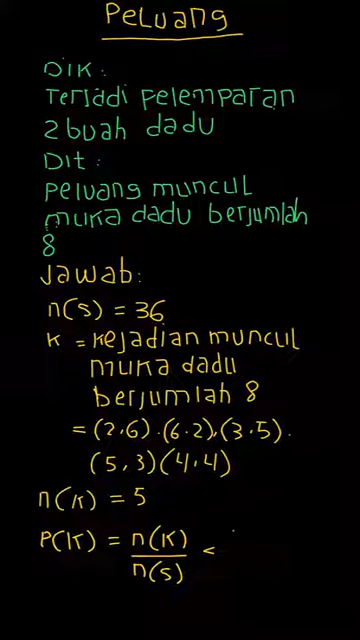 Peluang
DIK:
Terjadi Pelemparan
2 buah dadu
Dit:
Peluang muncul
muka dadu berjumlah
8
Jawab:
n(s) = 36
K = Kejadian muncul
muka dadu
berjumlah 8
= (2,6).(6.2),(3.5).
(5,3)(4,4)
n(K) = 5
P(K) = n(K) <
n(s)